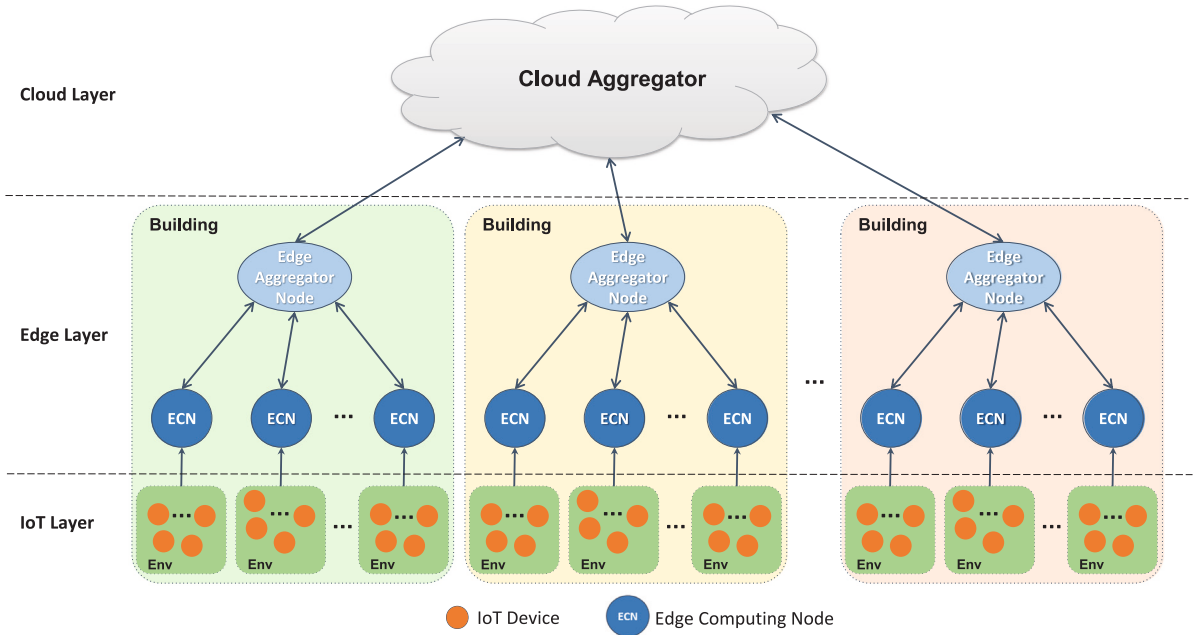 Cloud Aggregator
Cloud Layer
Building
Building
Building
Edge
Aggregator
Node
Edge
Aggregator
Node
Edge
Aggregator
Node
Edge Layer
...
ECN
ECN
...
ECN
ECN
ECN
...
ECN
ECN
ECN
...
ECN
IoT Layer
...
Env
...
Env
...
...
Env
...
Env
...
Env
...
...
Env
...
Env
...
Env
...
...
Env
IoT Device
ECN
Edge Computing Node